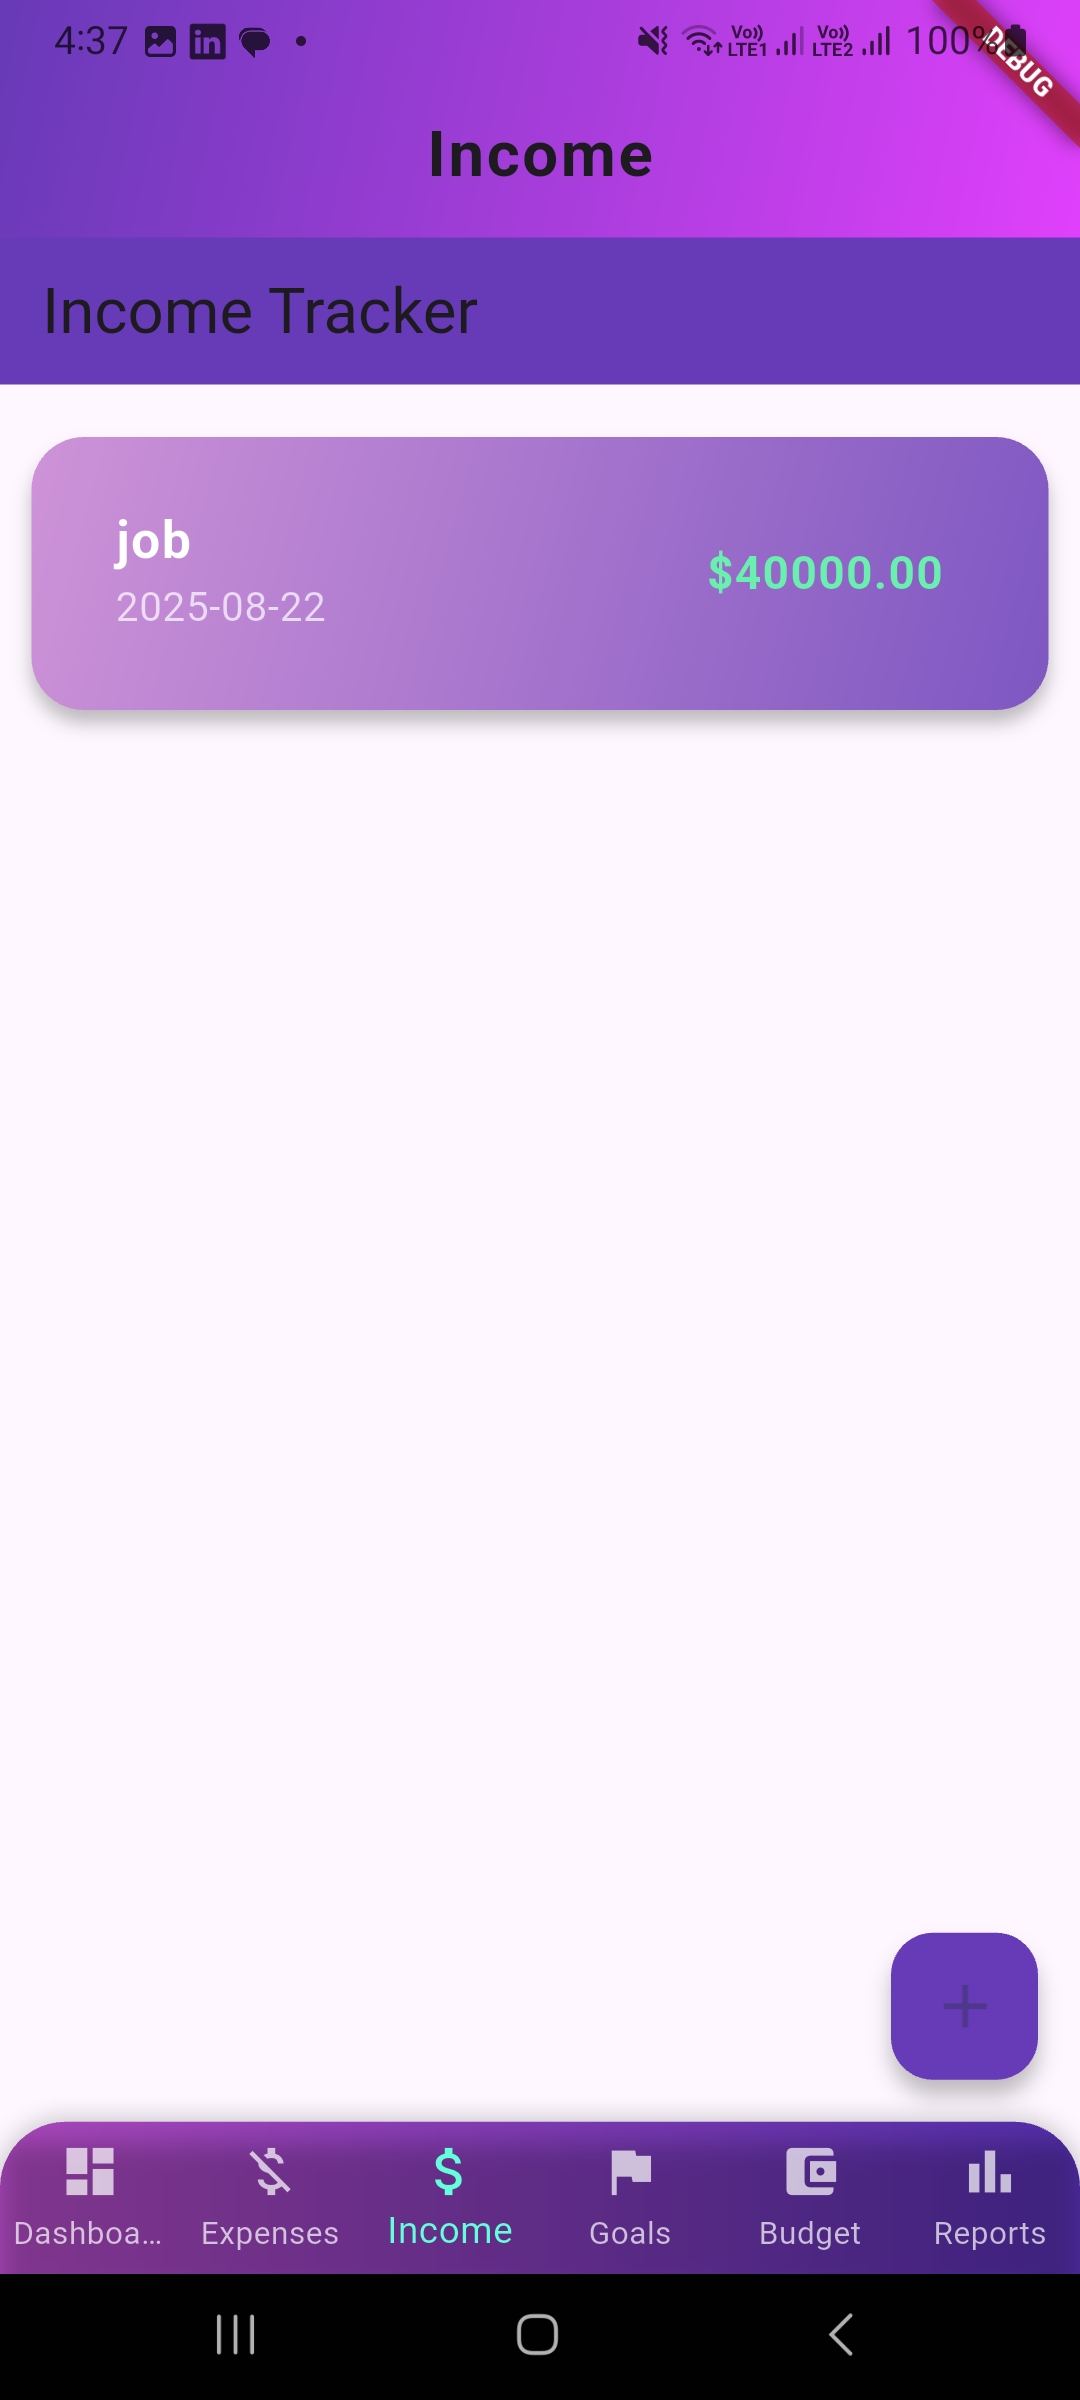 4:37 in Vo)) LTE1 Vo)) LTE2 100%
DEBUG
Income
Income Tracker
job
2025-08-22
$40000.00
Dashboa... Expenses Income Goals Budget Reports